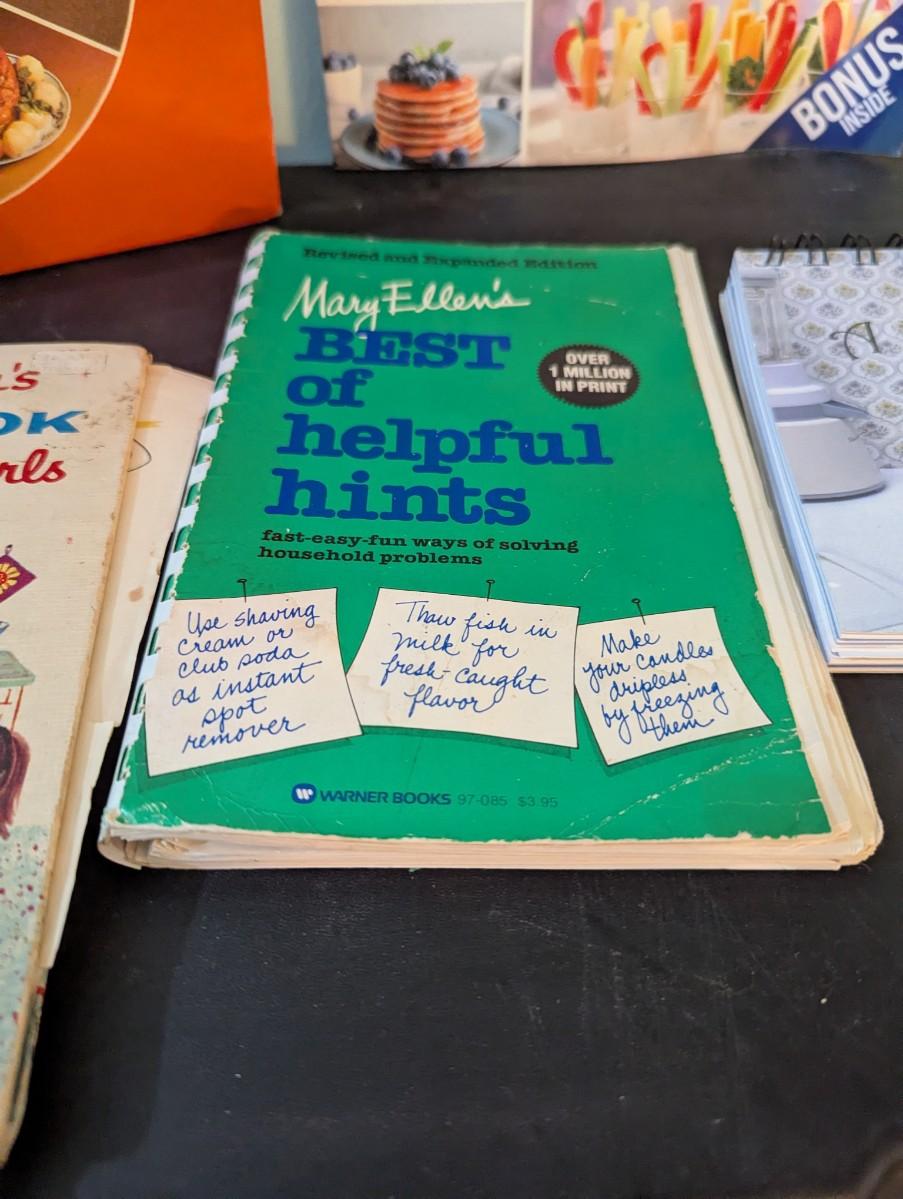 BONUS
INSIDE
Revised and Expanded Edition
Mary Ellen's
BEST
of
helpful
hints
OVER
1 MILLION
IN PRINT
fast-easy-fun ways of solving
household problems
Use shaving
cream or
club soda
as instant
spot
remover
Thaw fish in
milk for
fresh-caught
flavor
Make
your candles
dripless
by freezing
them
W WARNER BOOKS 97-085 $3.95
's
OK
rls
A